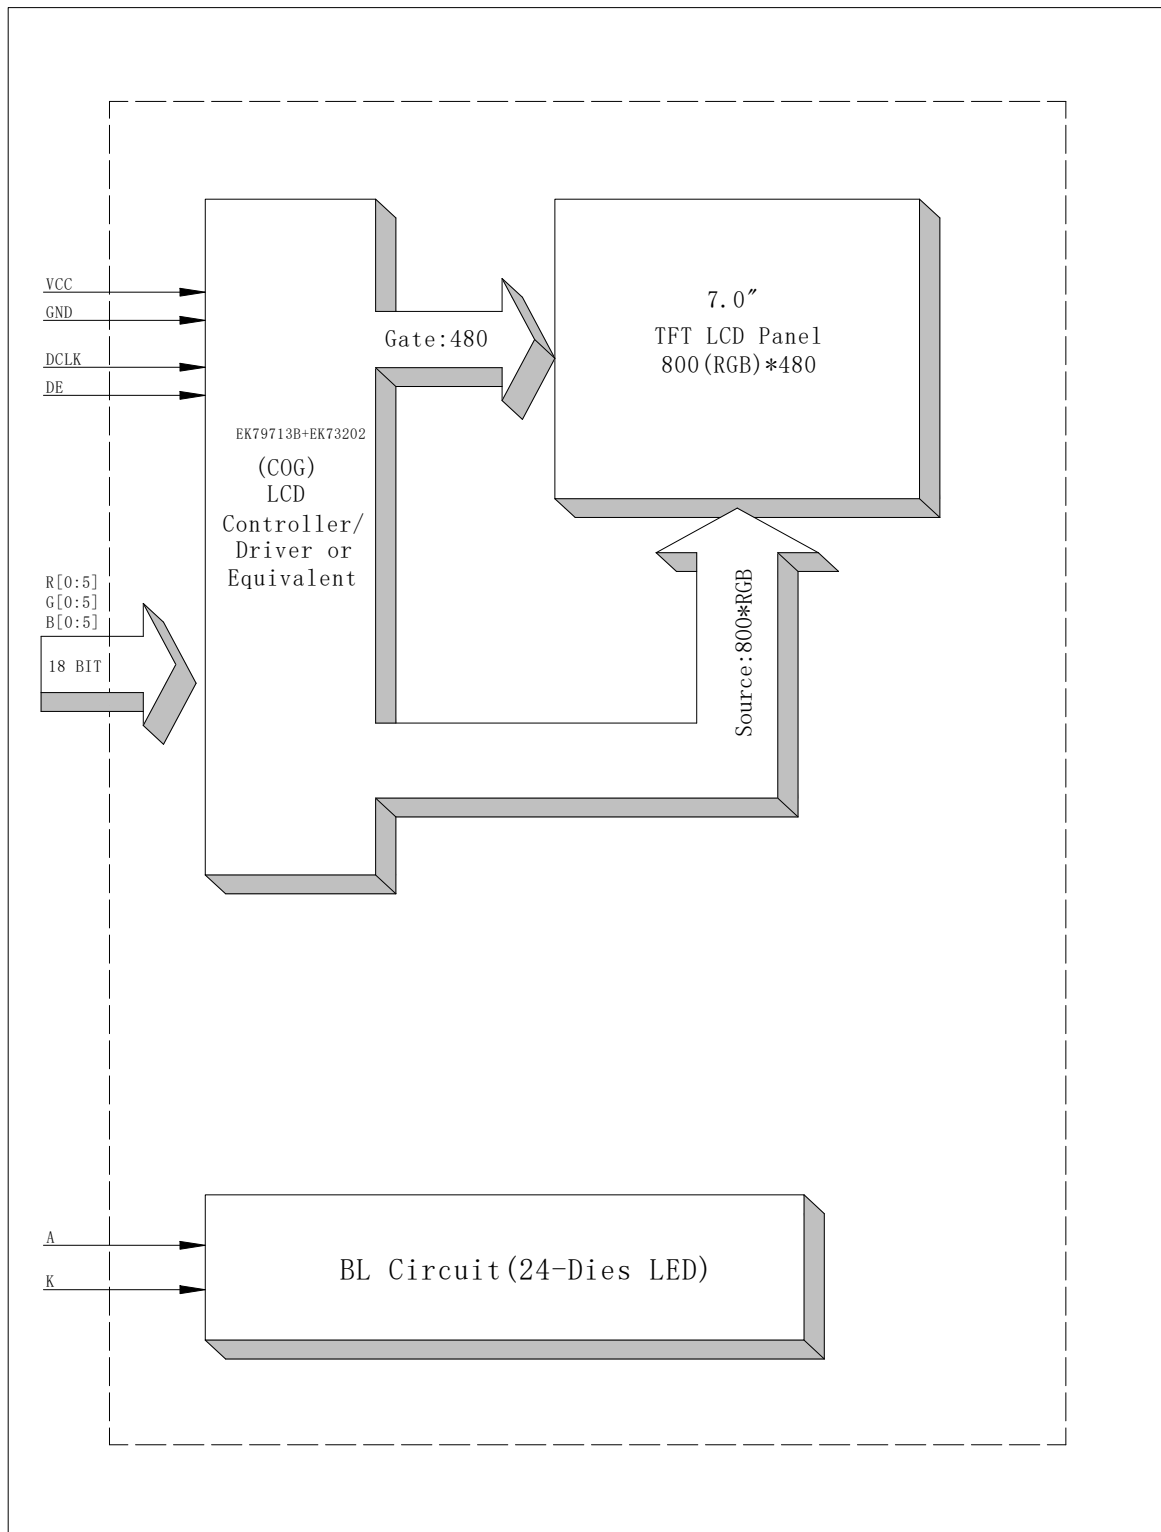 VCC
GND
DCLK
DE
Gate:480
7.0″
TFT LCD Panel
800(RGB)*480
EK79713B+EK73202
(COG)
LCD
Controller/
Driver or
Equivalent
R[0:5]
G[0:5]
B[0:5]
18 BIT
Source:800*RGB
A
K
BL Circuit(24-Dies LED)